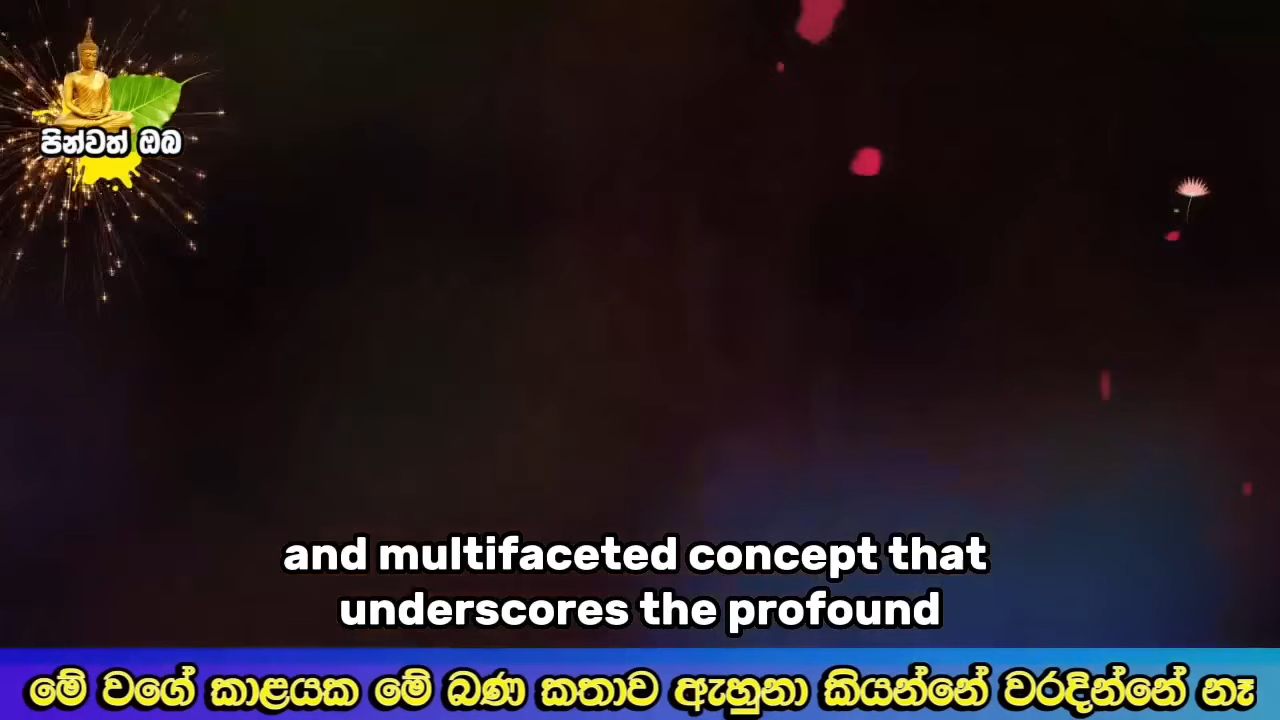 පින්වත් ඔබ
and multifaceted concept that
underscores the profound
මේ වගේ කාළයක මේ බණ කතාව ඇහුනා කියන්නේ වරදින්නේ නෑ